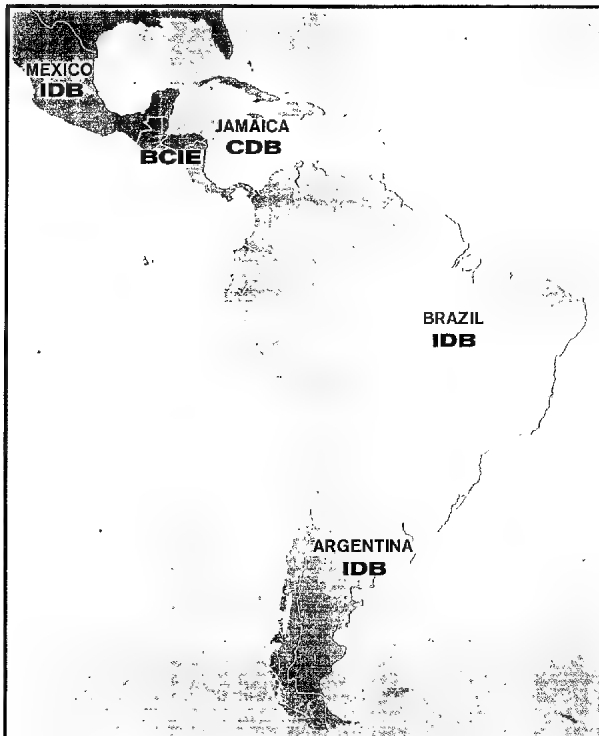 MEXICO
IDB
JAMAICA
CDB
BCIE
BRAZIL
IDB
ARGENTINA
IDB